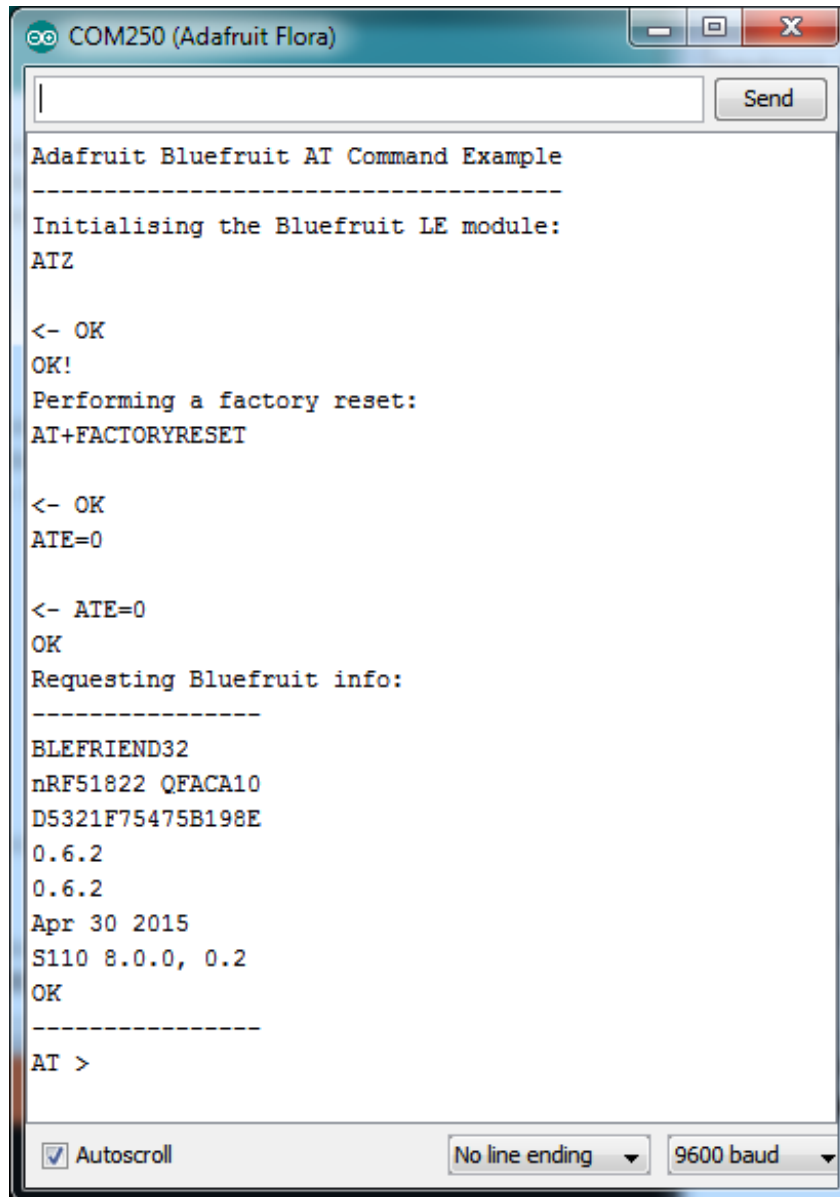 COM250 (Adafruit Flora)
Send
Adafruit Bluefruit AT Command Example
-------------------------------------
Initialising the Bluefruit LE module:
ATZ
<- OK
OK!
Performing a factory reset:
AT+FACTORYRESET
<- OK
ATE=0
<- ATE=0
OK
Requesting Bluefruit info:
----------------
BLEFRIEND32
nRF51822 QFACA10
D5321F75475B198E
0.6.2
0.6.2
Apr 30 2015
S110 8.0.0, 0.2
OK
----------------
AT >
Autoscroll
No line ending
9600 baud